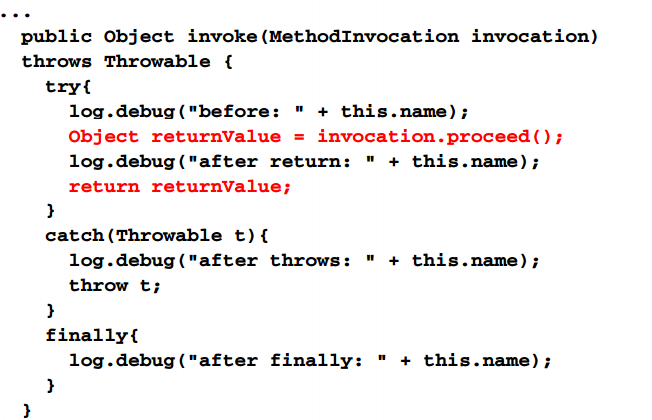 ...
public Object invoke(MethodInvocation invocation)
throws Throwable {
try{
log.debug("before: " + this.name);
Object returnValue = invocation.proceed();
log.debug("after return: " + this.name);
return returnValue;
}
catch(Throwable t){
log.debug("after throws: " + this.name);
throw t;
}
finally{
log.debug("after finally: " + this.name);
}
}